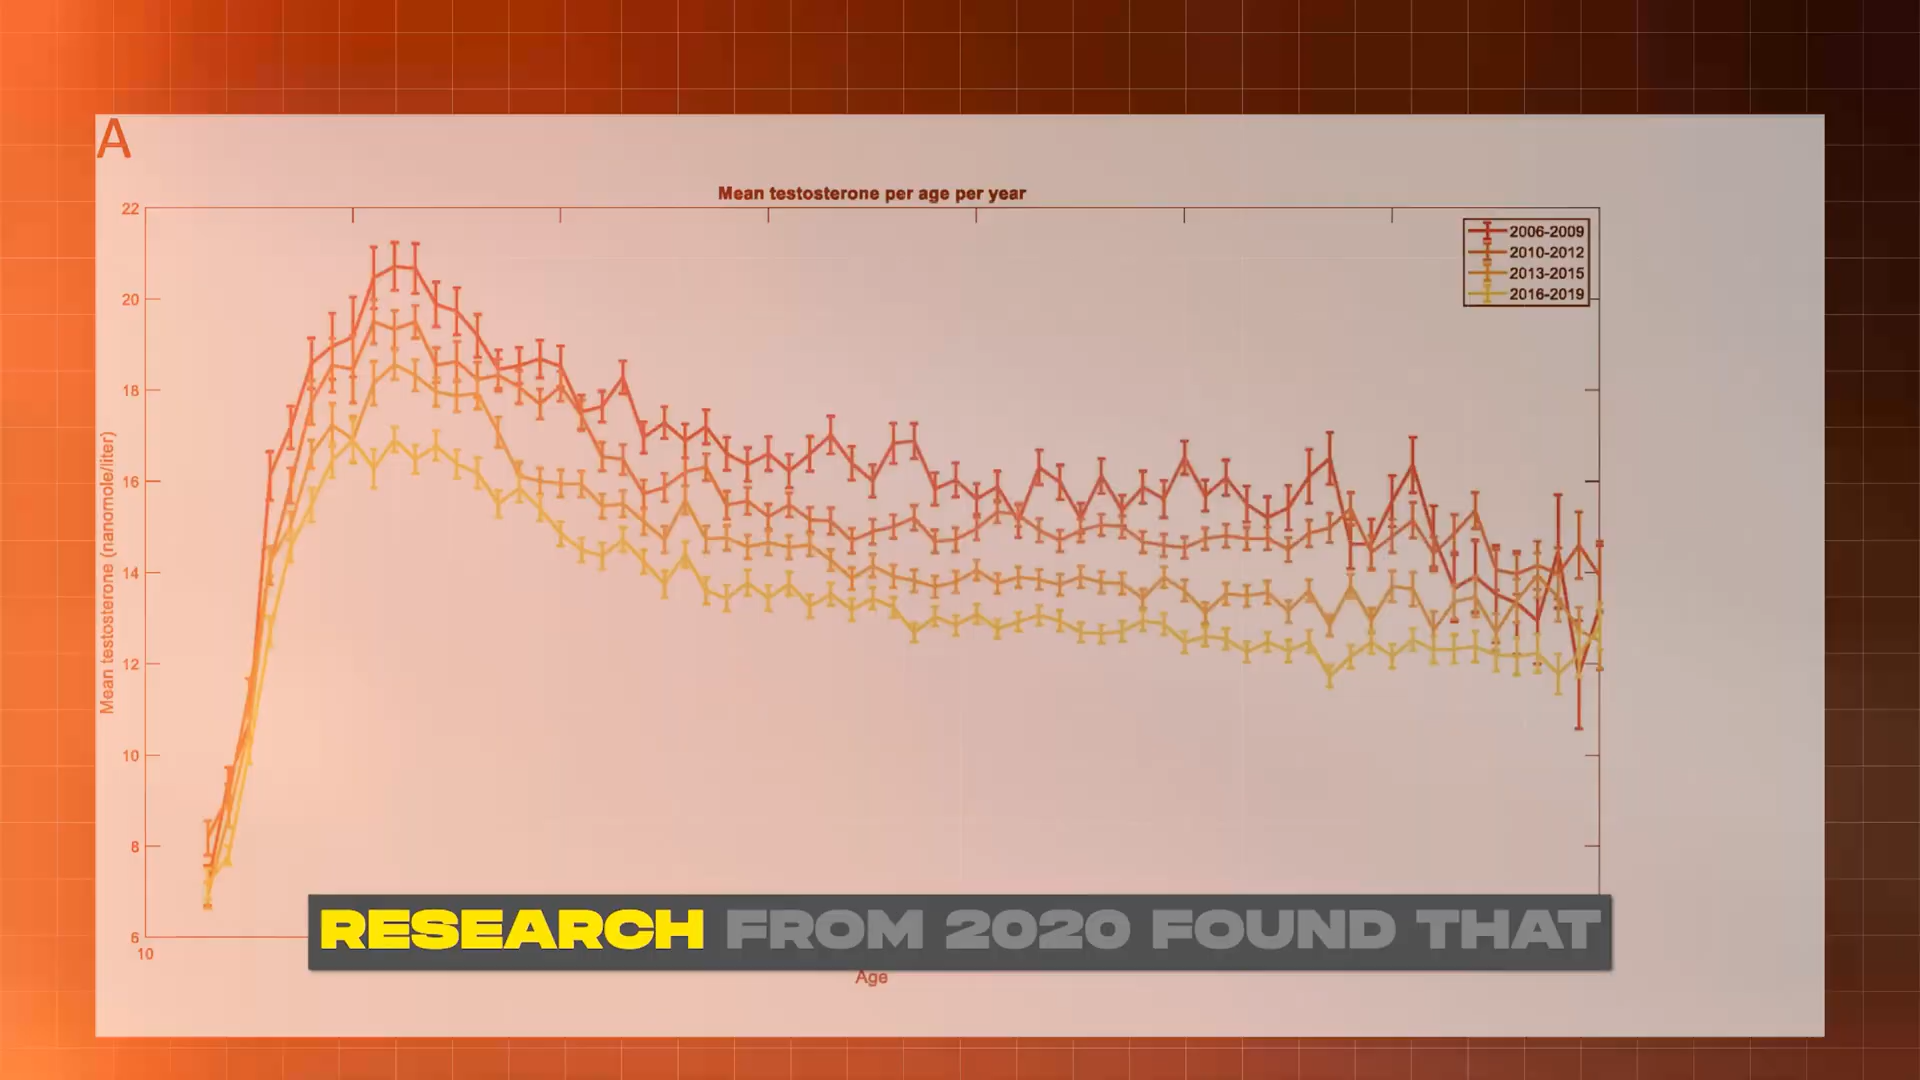 A
Mean testosterone per age per year
22
20
18
16
14
12
10
8
6
10
Mean testosterone (nanomole/liter)
2006-2009
2010-2012
2013-2015
2016-2019
RESEARCH FROM 2020 FOUND THAT
Age